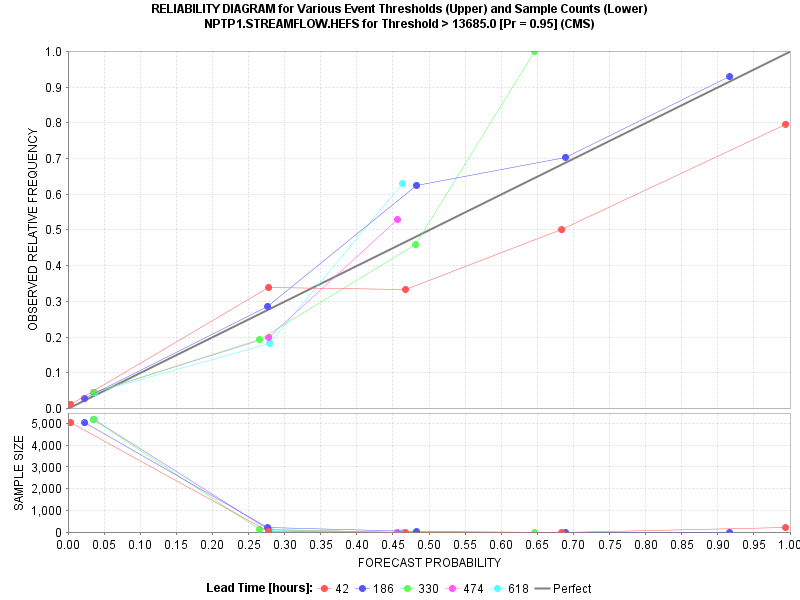 RELIABILITY DIAGRAM for Various Event Thresholds (Upper) and Sample Counts (Lower)
NPTP1.STREAMFLOW.HEFS for Threshold > 13685.0 [Pr = 0.95] (CMS)
OBSERVED RELATIVE FREQUENCY
1.0
0.9
0.8
0.7
0.6
0.5
0.4
0.3
0.2
0.1
0.0
SAMPLE SIZE
5,000
4,000
3,000
2,000
1,000
0
0.00 0.05 0.10 0.15 0.20 0.25 0.30 0.35 0.40 0.45 0.50 0.55 0.60 0.65 0.70 0.75 0.80 0.85 0.90 0.95 1.00
FORECAST PROBABILITY
Lead Time [hours]: 42 186 330 474 618 Perfect